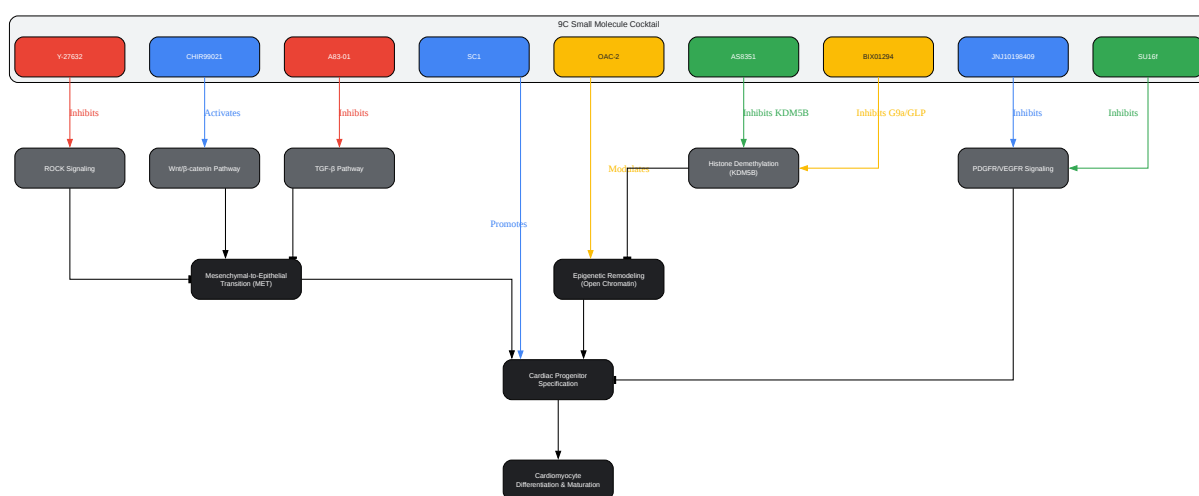 9C Small Molecule Cocktail
Y-27632
CHIR99021
A83-01
SC1
OAC-2
AS8351
BIX01294
JNJ10198409
SU16f
Inhibits
Activates
Inhibits
Inhibits KDM5B
Inhibits G9a/GLP
Inhibits
Inhibits
ROCK Signaling
Wnt/β-catenin Pathway
TGF-β Pathway
Modulates
Histone Demethylation
(KDM5B)
PDGFR/VEGFR Signaling
Promotes
Mesenchymal-to-Epithelial
Transition (MET)
Epigenetic Remodeling
(Open Chromatin)
Cardiac Progenitor
Specification
Cardiomyocyte
Differentiation & Maturation